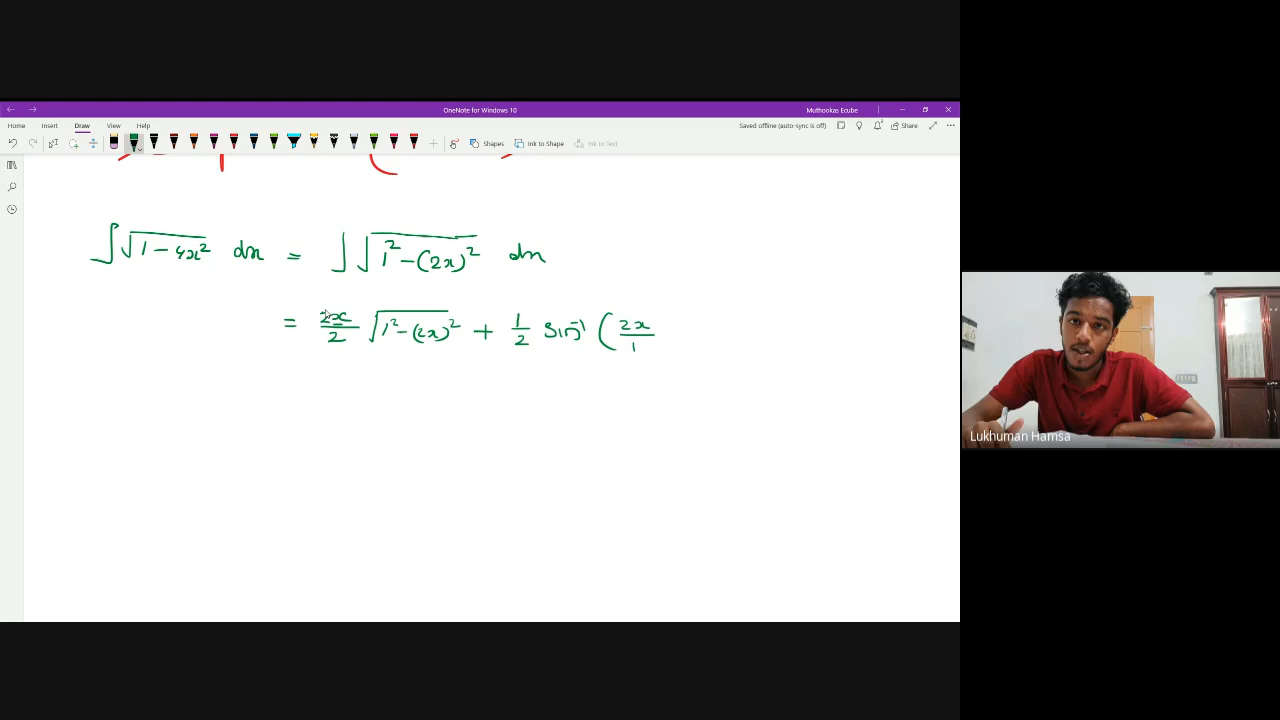 OneNote for Windows 10
Muthookas Ecube
Home Insert Draw View Help
Saved offline (auto-sync is off) Share
Shapes Ink to Shape Ink to Text
∫√(1 − 4x²) dx = ∫√(1² − (2x)²) dx
= 2x/2 √(1² − (2x)²) + 1/2 sin⁻¹ (2x/1
Lukhuman Hamsa